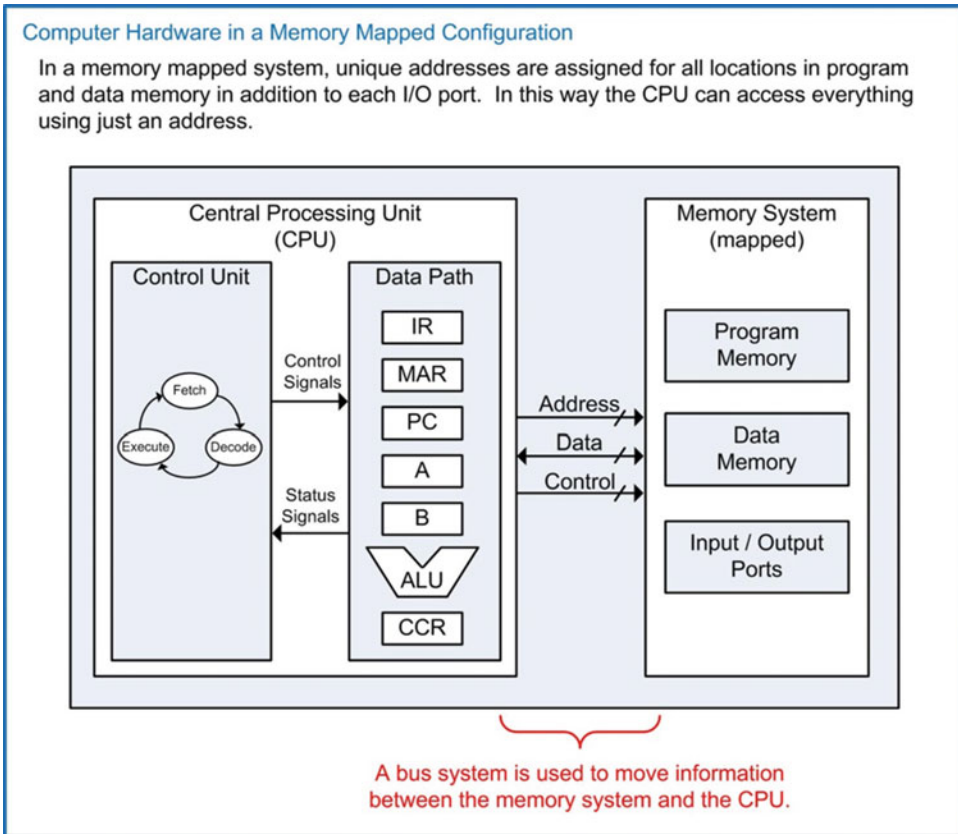 Computer Hardware in a Memory Mapped Configuration
In a memory mapped system, unique addresses are assigned for all locations in program
and data memory in addition to each I/O port. In this way the CPU can access everything
using just an address.
Central Processing Unit
(CPU)
Control Unit
Fetch
Execute
Decode
Control
Signals
Status
Signals
Data Path
IR
MAR
PC
A
B
ALU
CCR
Address
Data
Control
Memory System
(mapped)
Program
Memory
Data
Memory
Input / Output
Ports
A bus system is used to move information
between the memory system and the CPU.